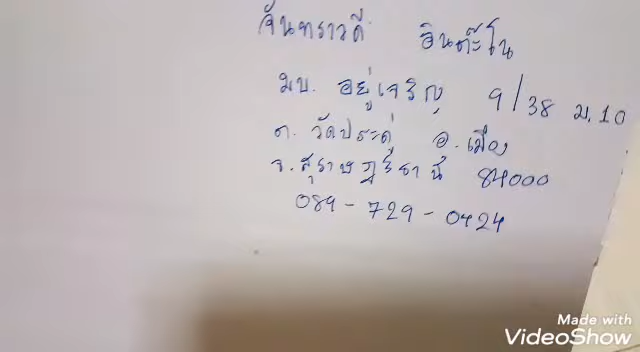 จันทราวดี อินต๊ะโน
มบ. อยู่เจริญ 9/38 ม.10
ต. วัดประดู่ อ.เมือง
จ.สุราษฎร์ธานี 84000
089-729-0424
Made with
VideoShow